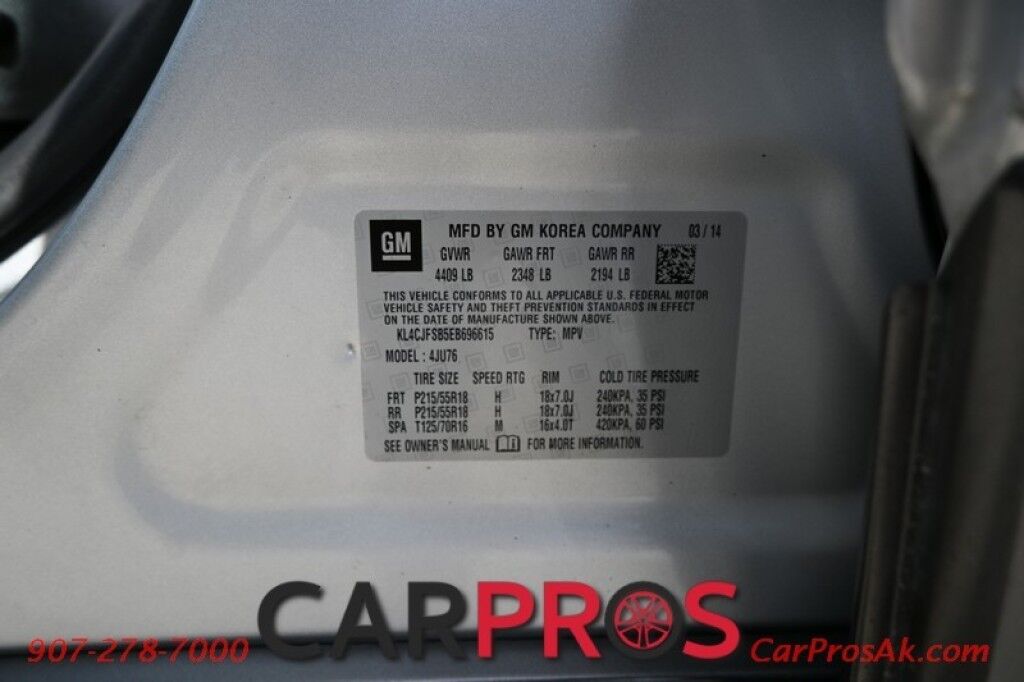 GM
MFD BY GM KOREA COMPANY 03/14
GVWR GAWR FRT GAWR RR
4409 LB 2348 LB 2194 LB
THIS VEHICLE CONFORMS TO ALL APPLICABLE U.S. FEDERAL MOTOR
VEHICLE SAFETY AND THEFT PREVENTION STANDARDS IN EFFECT
ON THE DATE OF MANUFACTURE SHOWN ABOVE.
KL4CJFSB5EB696615 TYPE: MPV
MODEL: 4JU76
TIRE SIZE SPEED RTG RIM COLD TIRE PRESSURE
FRT P215/55R18 H 18x7.0J 240KPA, 35 PSI
RR P215/55R18 H 18x7.0J 240KPA, 35 PSI
SPA T125/70R16 M 16x4.0T 420KPA, 60 PSI
SEE OWNER'S MANUAL FOR MORE INFORMATION.
CARPROS
907-278-7000 CarProsAk.com